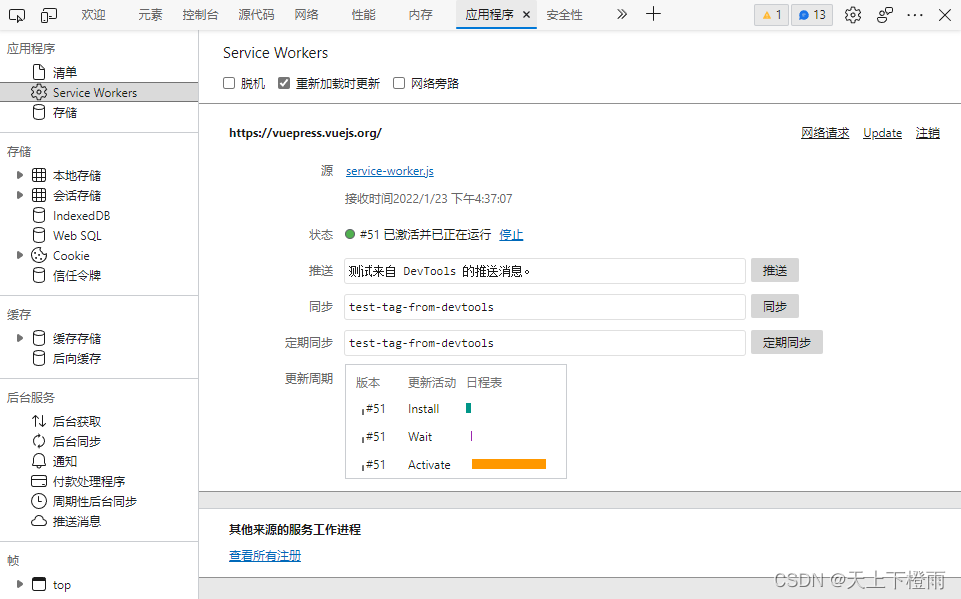 欢迎 元素 控制台 源代码 网络 性能 内存 应用程序 × 安全性 » + 1 13
应用程序
清单
Service Workers
存储
存储
本地存储
会话存储
IndexedDB
Web SQL
Cookie
信任令牌
缓存
缓存存储
后向缓存
后台服务
后台获取
后台同步
通知
付款处理程序
周期性后台同步
推送消息
帧
top
Service Workers
脱机 重新加载时更新 网络旁路
https://vuepress.vuejs.org/ 网络请求 Update 注销
源 service-worker.js
接收时间2022/1/23 下午4:37:07
状态 #51 已激活并已正在运行 停止
推送 测试来自 DevTools 的推送消息。 推送
同步 test-tag-from-devtools 同步
定期同步 test-tag-from-devtools 定期同步
更新周期 版本 更新活动 日程表
#51 Install
#51 Wait
#51 Activate
其他来源的服务工作进程
查看所有注册
CSDN @天上下橙雨